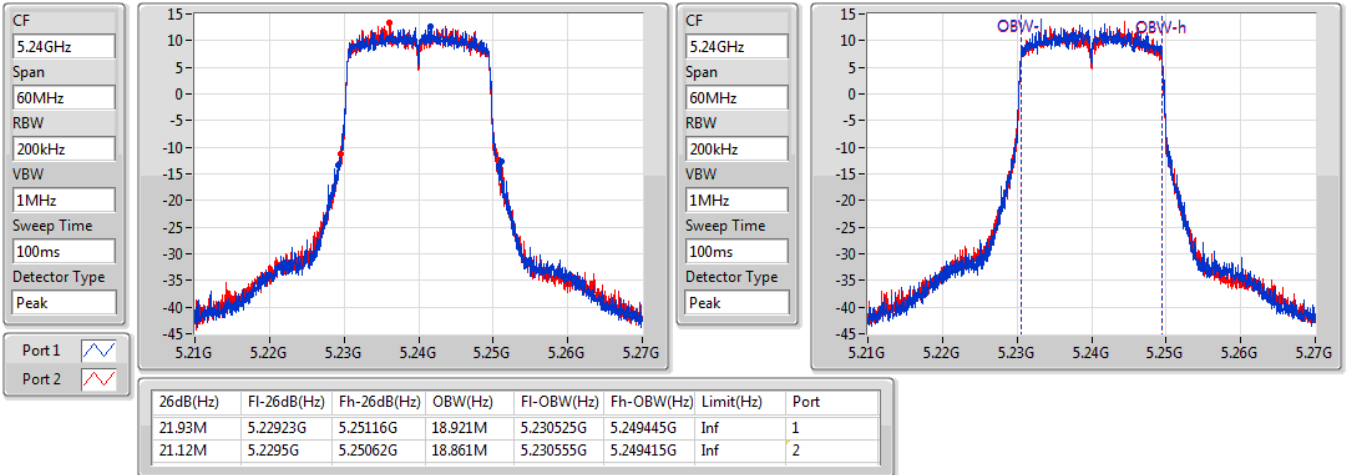 CF
5.24GHz
Span
60MHz
RBW
200kHz
VBW
1MHz
Sweep Time
100ms
Detector Type
Peak
Port 1
Port 2
15
10
5
0
-5
-10
-15
-20
-25
-30
-35
-40
-45
5.21G 5.22G 5.23G 5.24G 5.25G 5.26G 5.27G
CF
5.24GHz
Span
60MHz
RBW
200kHz
VBW
1MHz
Sweep Time
100ms
Detector Type
Peak
OBW-l OBW-h
15
10
5
0
-5
-10
-15
-20
-25
-30
-35
-40
-45
5.21G 5.22G 5.23G 5.24G 5.25G 5.26G 5.27G
26dB(Hz) Fl-26dB(Hz) Fh-26dB(Hz) OBW(Hz) Fl-OBW(Hz) Fh-OBW(Hz) Limit(Hz) Port
21.93M 5.22923G 5.25116G 18.921M 5.230525G 5.249445G Inf 1
21.12M 5.2295G 5.25062G 18.861M 5.230555G 5.249415G Inf 2